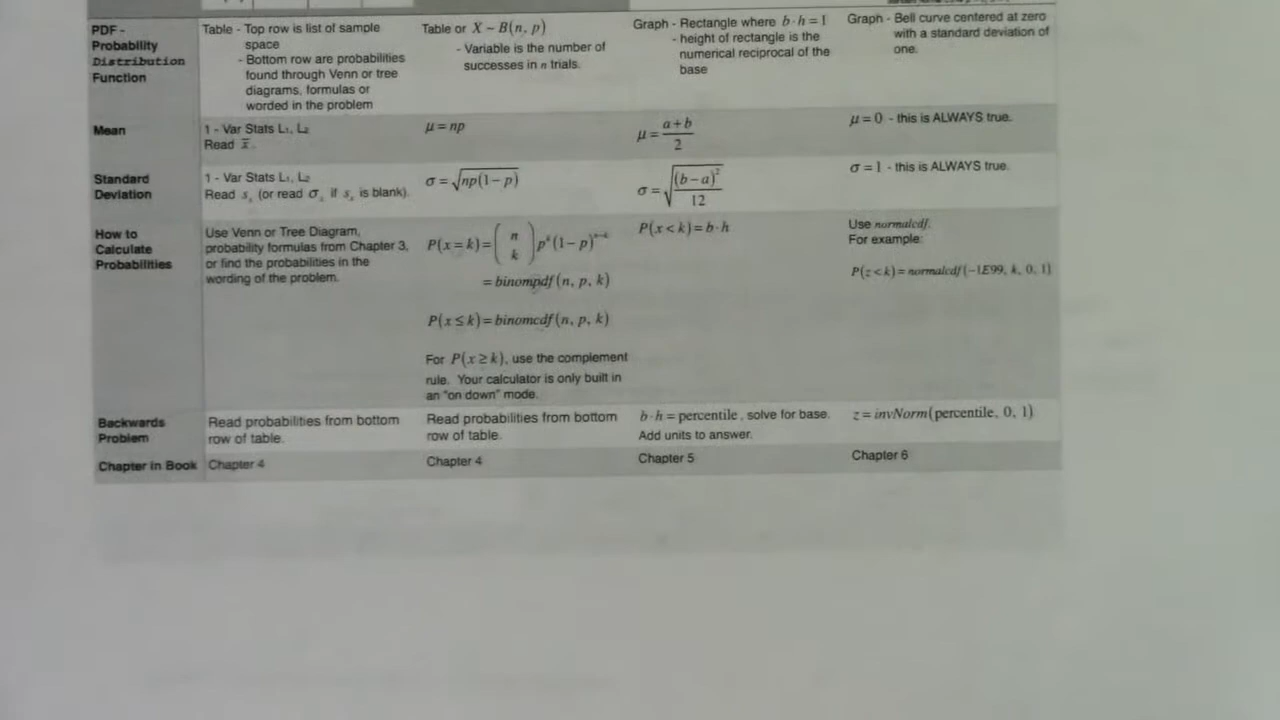 PDF -
Probability
Distribution
Function
Table - Top row is list of sample
space
- Bottom row are probabilities
found through Venn or tree
diagrams, formulas or
worded in the problem
Table or X ~ B(n, p)
- Variable is the number of
successes in n trials.
Graph - Rectangle where b·h = 1
- height of rectangle is the
numerical reciprocal of the
base
Graph - Bell curve centered at zero
with a standard deviation of
one.
Mean
1 - Var Stats L₁, L₂
Read x̄.
μ = np
μ = (a+b)/2
μ = 0 - this is ALWAYS true.
Standard
Deviation
1 - Var Stats L₁, L₂
Read sₓ (or read σₓ if sₓ is blank).
σ = √(np(1−p))
σ = √((b−a)²/12)
σ = 1 - this is ALWAYS true.
How to
Calculate
Probabilities
Use Venn or Tree Diagram,
probability formulas from Chapter 3,
or find the probabilities in the
wording of the problem.
P(x = k) = (n k) pᵏ(1−p)ⁿ⁻ᵏ
= binompdf(n, p, k)
P(x ≤ k) = binomcdf(n, p, k)
For P(x ≥ k), use the complement
rule. Your calculator is only built in
an "on down" mode.
P(x < k) = b·h
Use normalcdf.
For example:
P(z < k) = normalcdf(−1E99, k, 0, 1)
Backwards
Problem
Read probabilities from bottom
row of table.
Read probabilities from bottom
row of table.
b·h = percentile, solve for base.
Add units to answer.
z = invNorm(percentile, 0, 1)
Chapter in Book
Chapter 4
Chapter 4
Chapter 5
Chapter 6